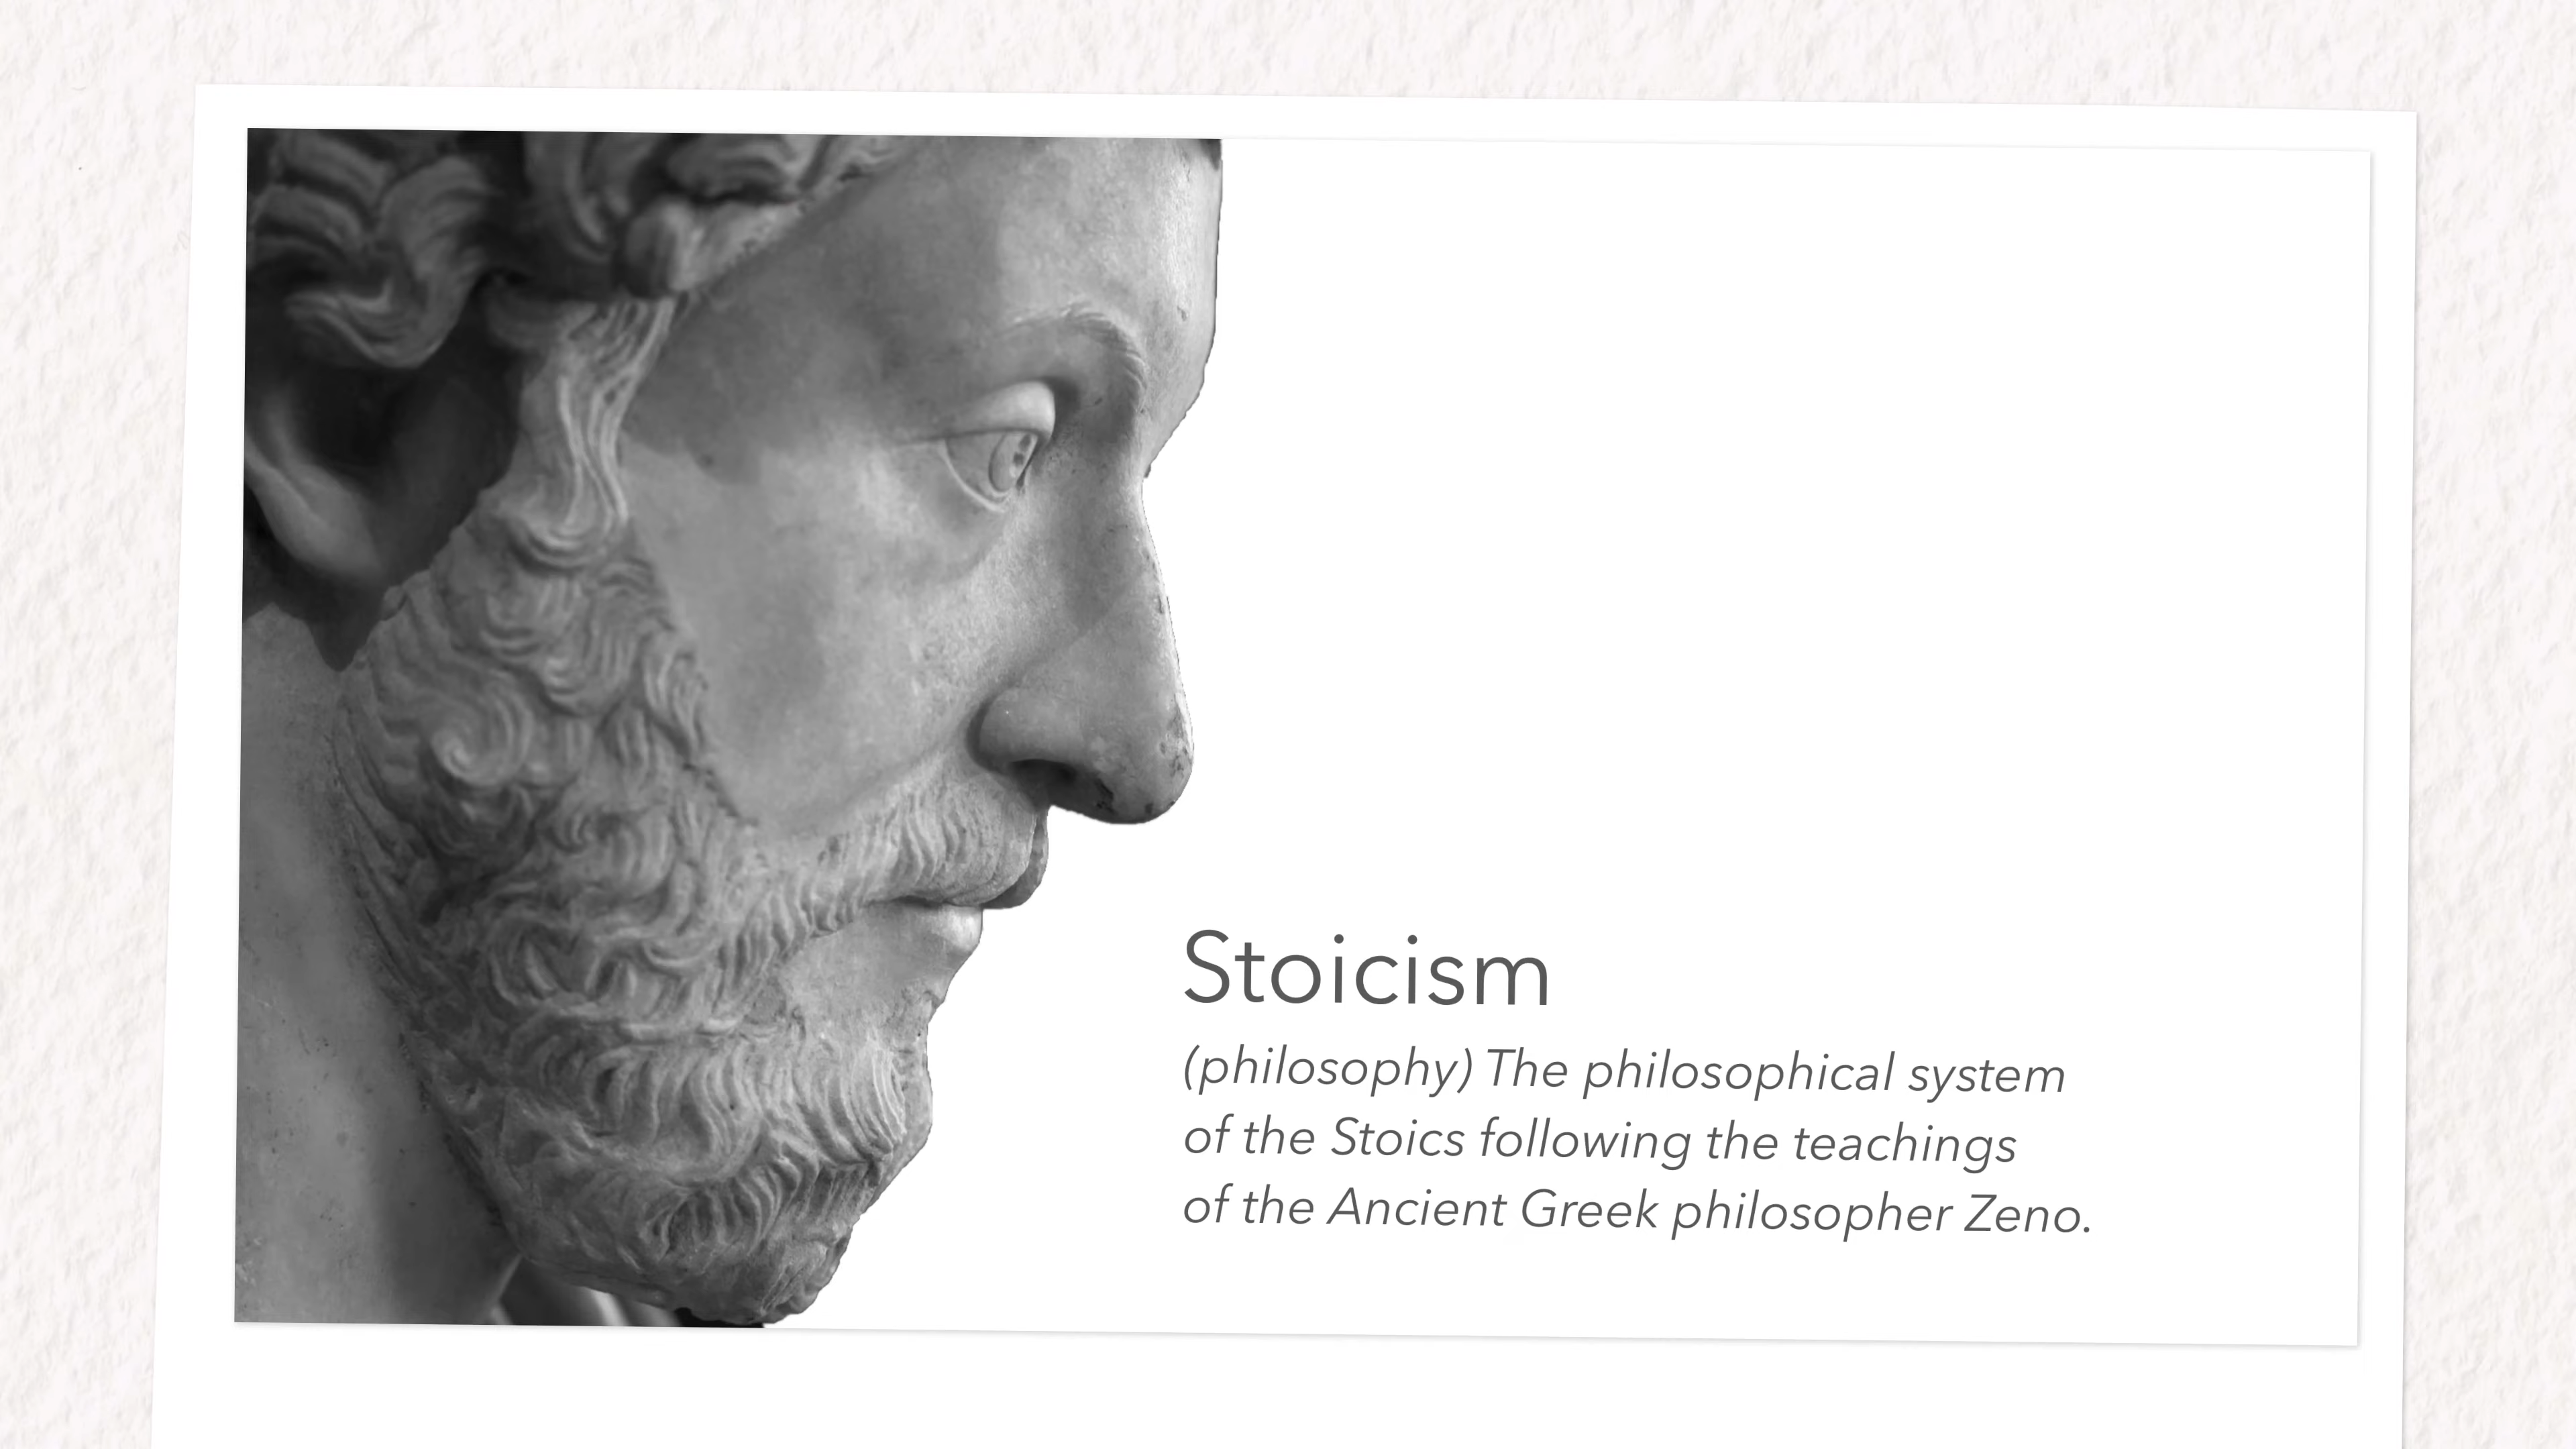 Stoicism
(philosophy) The philosophical system
of the Stoics following the teachings
of the Ancient Greek philosopher Zeno.